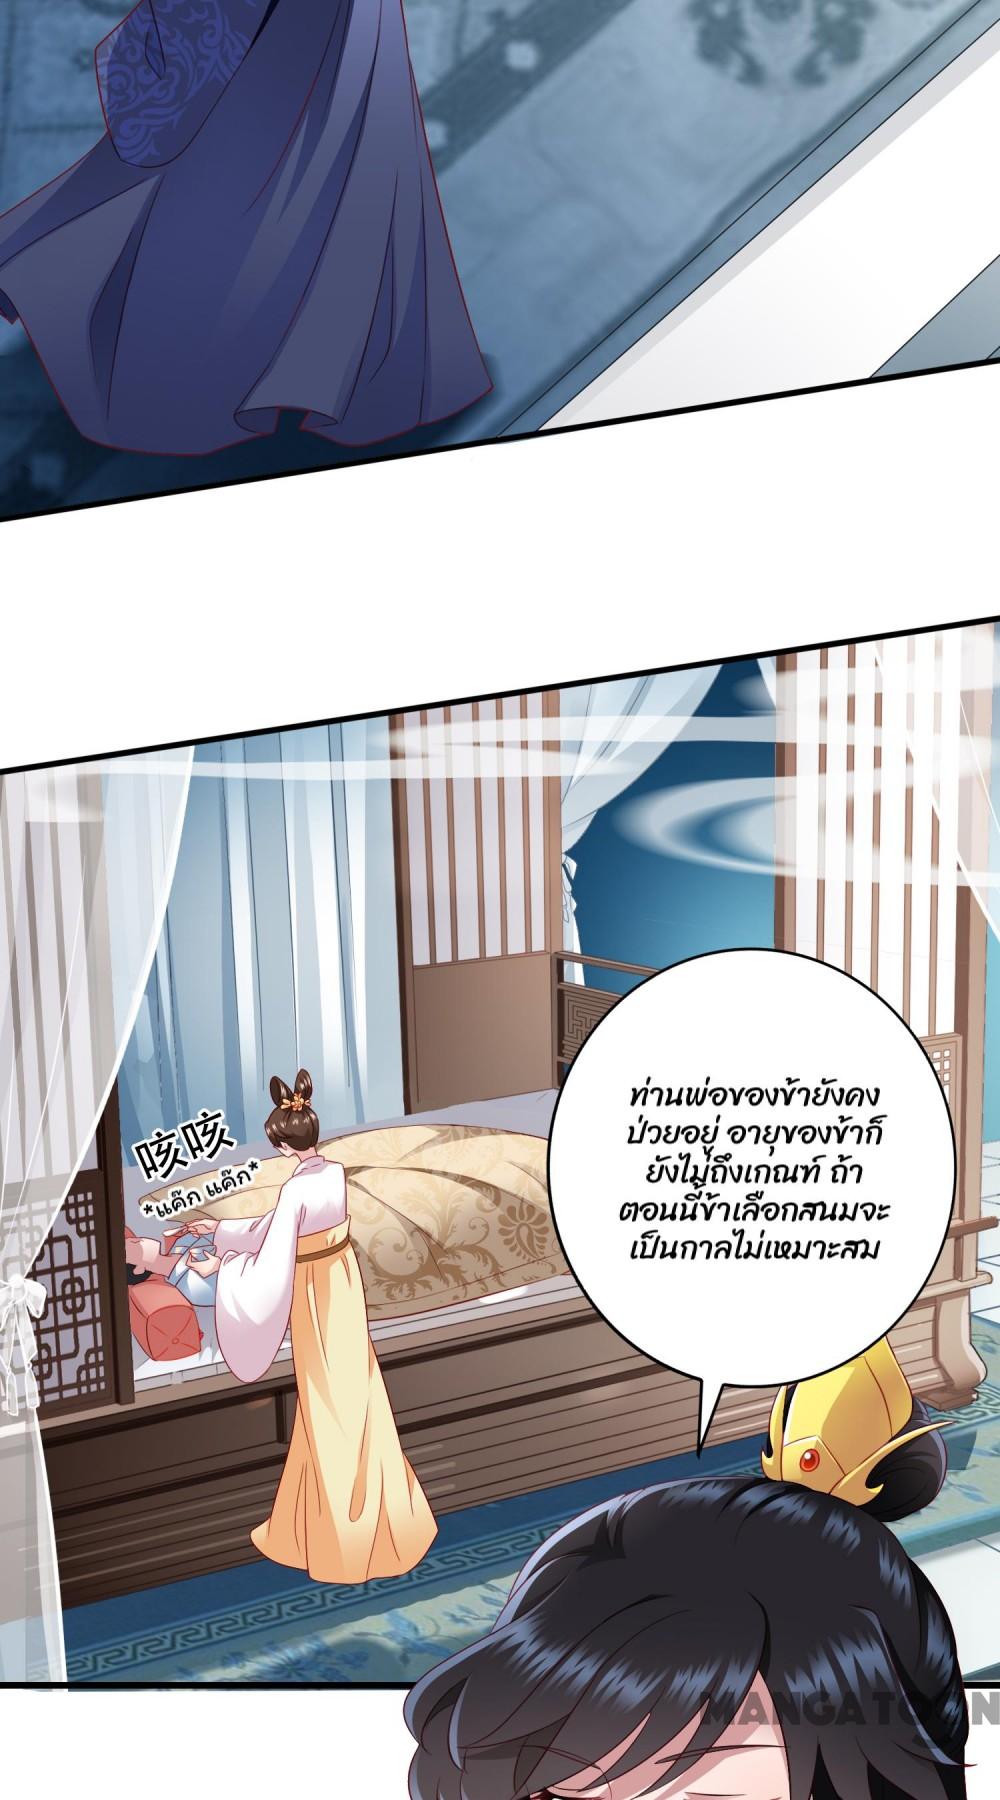 咳咳
*แค๊ก แค๊ก*
ท่านพ่อของข้ายังคง
ป่วยอยู่ อายุของข้าก็
ยังไม่ถึงเกณฑ์ ถ้า
ตอนนี้ข้าเลือกสนมจะ
เป็นกาลไม่เหมาะสม
MANGATOON